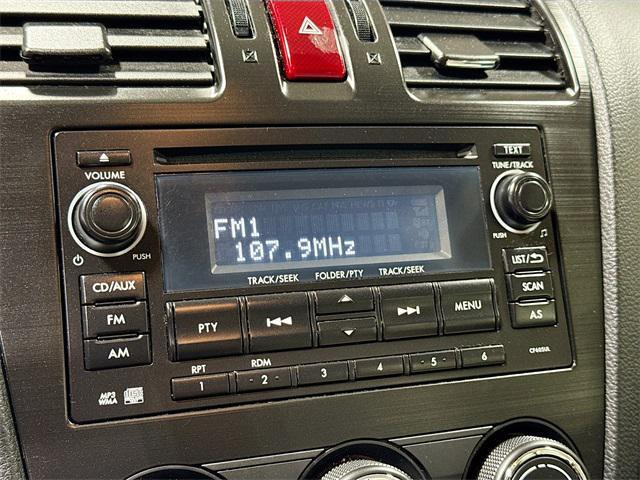 TEXT
VOLUME
TUNE/TRACK
PUSH
PUSH
FM1
107.9MHz
TRACK/SEEK FOLDER/PTY TRACK/SEEK
LIST/
CD/AUX
SCAN
FM
PTY
MENU
AS
AM
RPT RDM
1 2 3 4 5 6
MP3
WMA